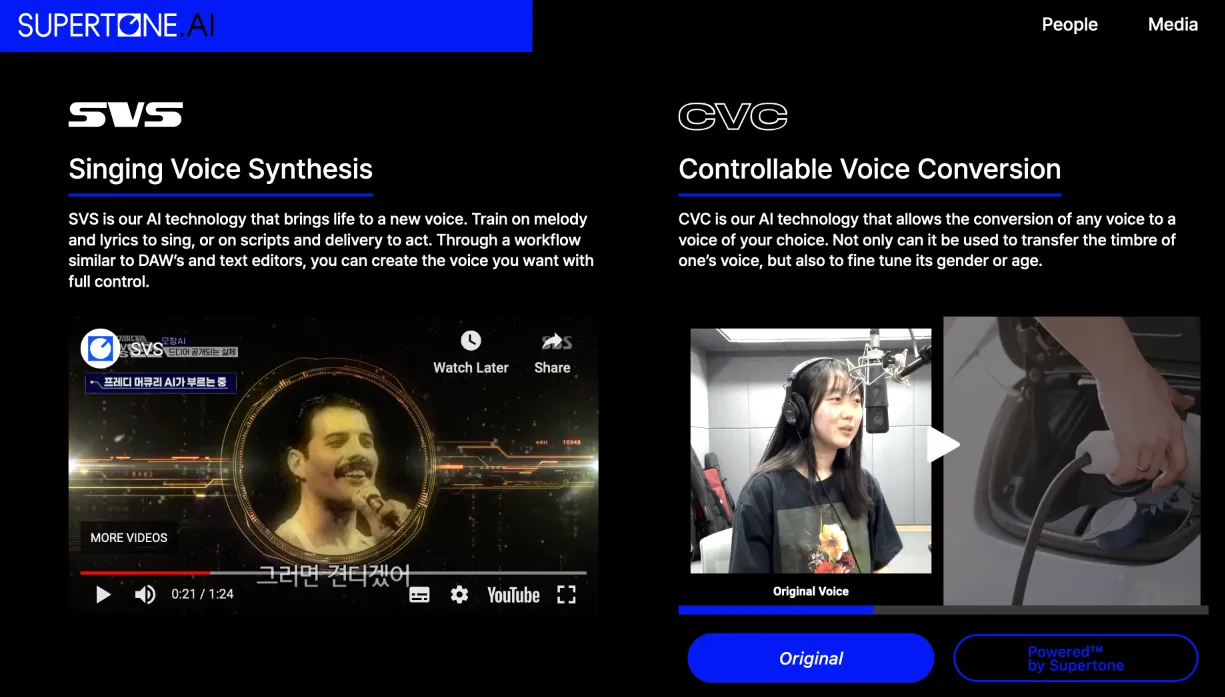 SUPERTONE.AI
People
Media
SVS
Singing Voice Synthesis
SVS is our AI technology that brings life to a new voice. Train on melody
and lyrics to sing, or on scripts and delivery to act. Through a workflow
similar to DAW's and text editors, you can create the voice you want with
full control.
SVS
모창AI
드디어 공개되는 실체
프레디 머큐리 AI가 부르는 중
Watch Later
Share
SBS
MORE VIDEOS
그러면 견디겠어
0:21 / 1:24
YouTube
CVC
Controllable Voice Conversion
CVC is our AI technology that allows the conversion of any voice to a
voice of your choice. Not only can it be used to transfer the timbre of
one's voice, but also to fine tune its gender or age.
Original Voice
Original
Powered™
by Supertone